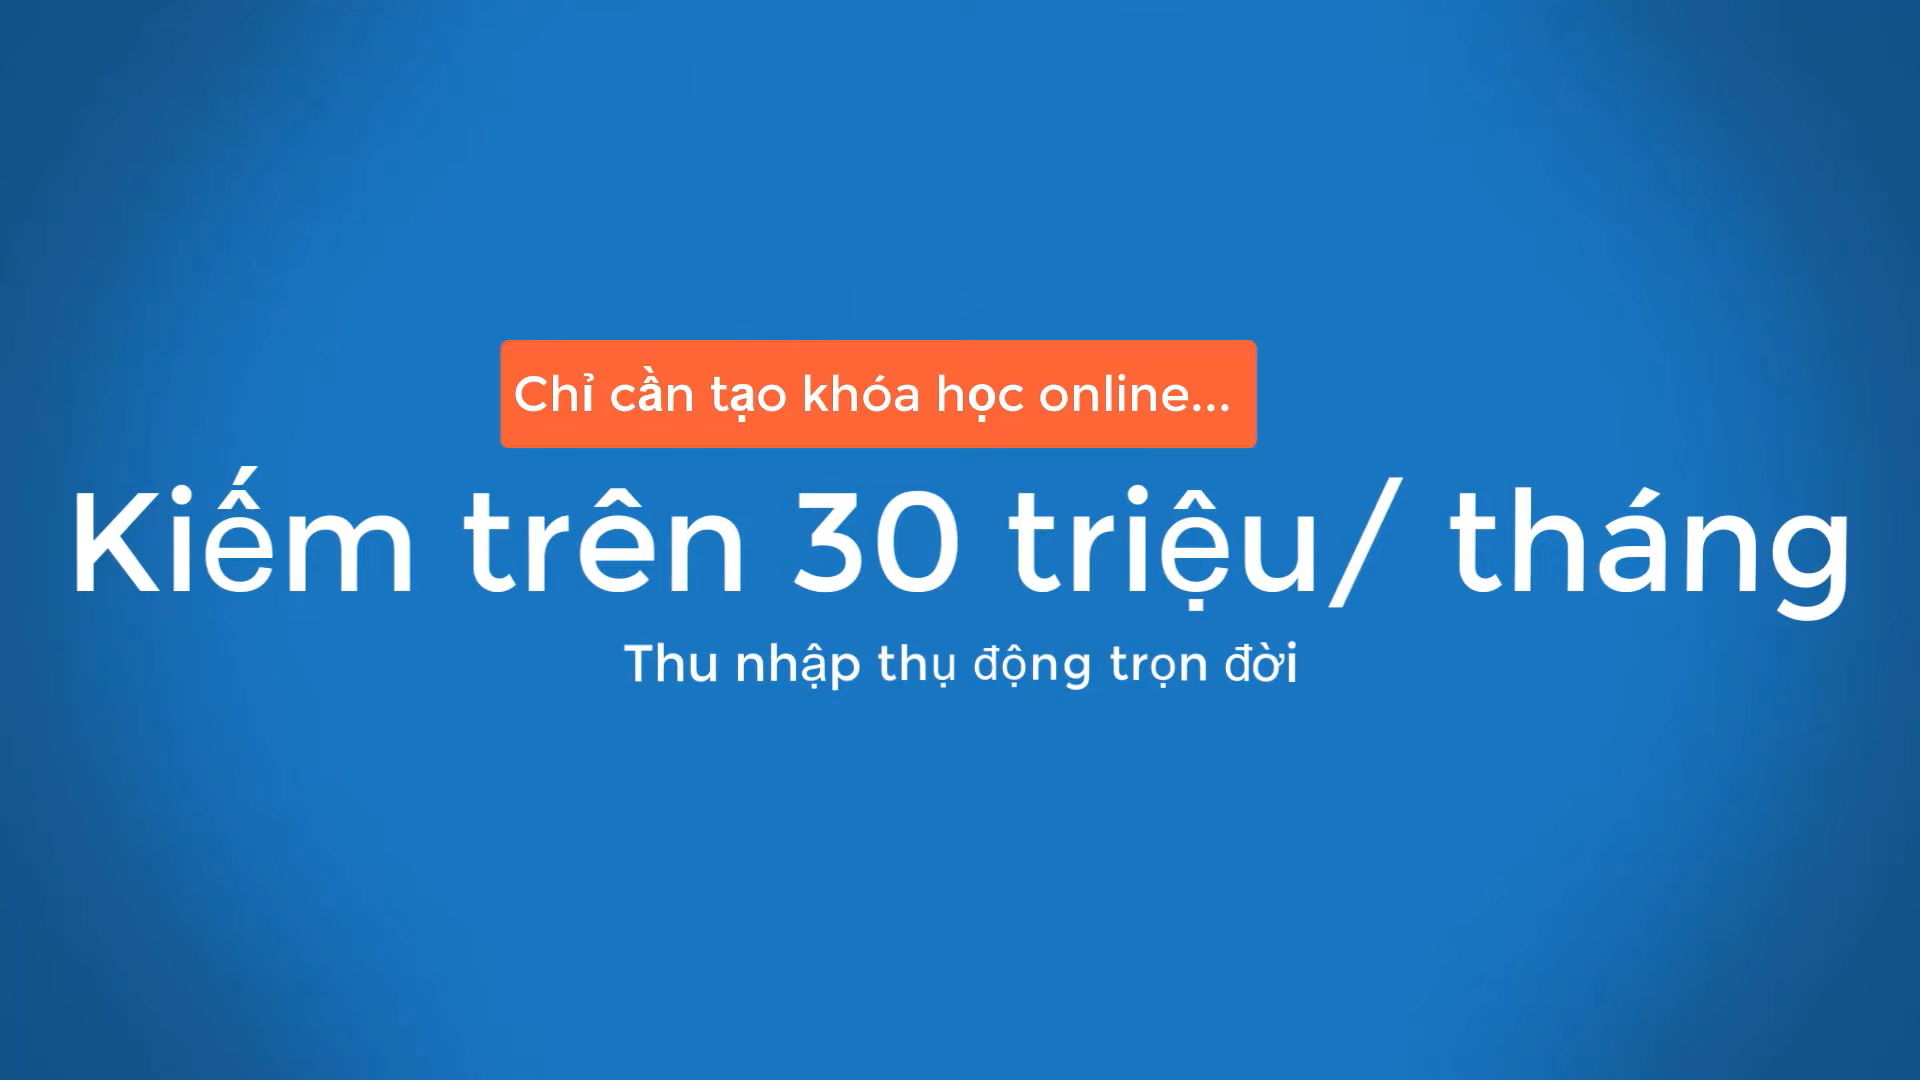 Chỉ cần tạo khóa học online...
Kiếm trên 30 triệu/ tháng
Thu nhập thụ động trọn đời